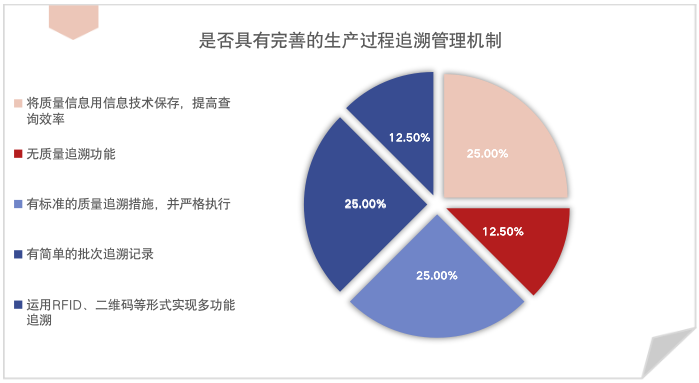 是否具有完善的生产过程追溯管理机制
将质量信息用信息技术保存，提高查
询效率
无质量追溯功能
有标准的质量追溯措施，并严格执行
有简单的批次追溯记录
运用RFID、二维码等形式实现多功能
追溯
12.50%
25.00%
25.00%
12.50%
25.00%